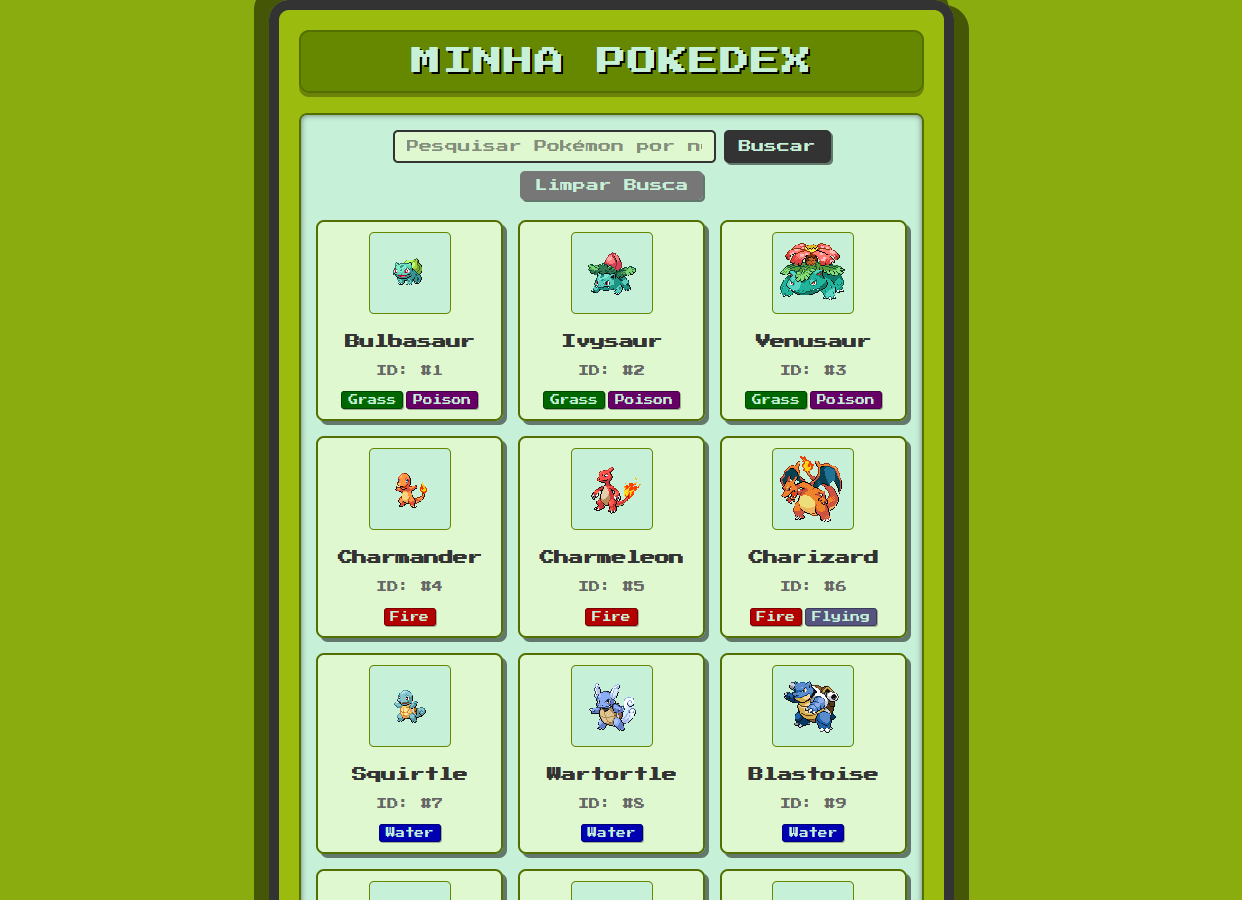 MINHA POKEDEX
Pesquisar Pokémon por n
Buscar
Limpar Busca
Bulbasaur
ID: #1
Grass Poison
Ivysaur
ID: #2
Grass Poison
Venusaur
ID: #3
Grass Poison
Charmander
ID: #4
Fire
Charmeleon
ID: #5
Fire
Charizard
ID: #6
Fire Flying
Squirtle
ID: #7
Water
Wartortle
ID: #8
Water
Blastoise
ID: #9
Water